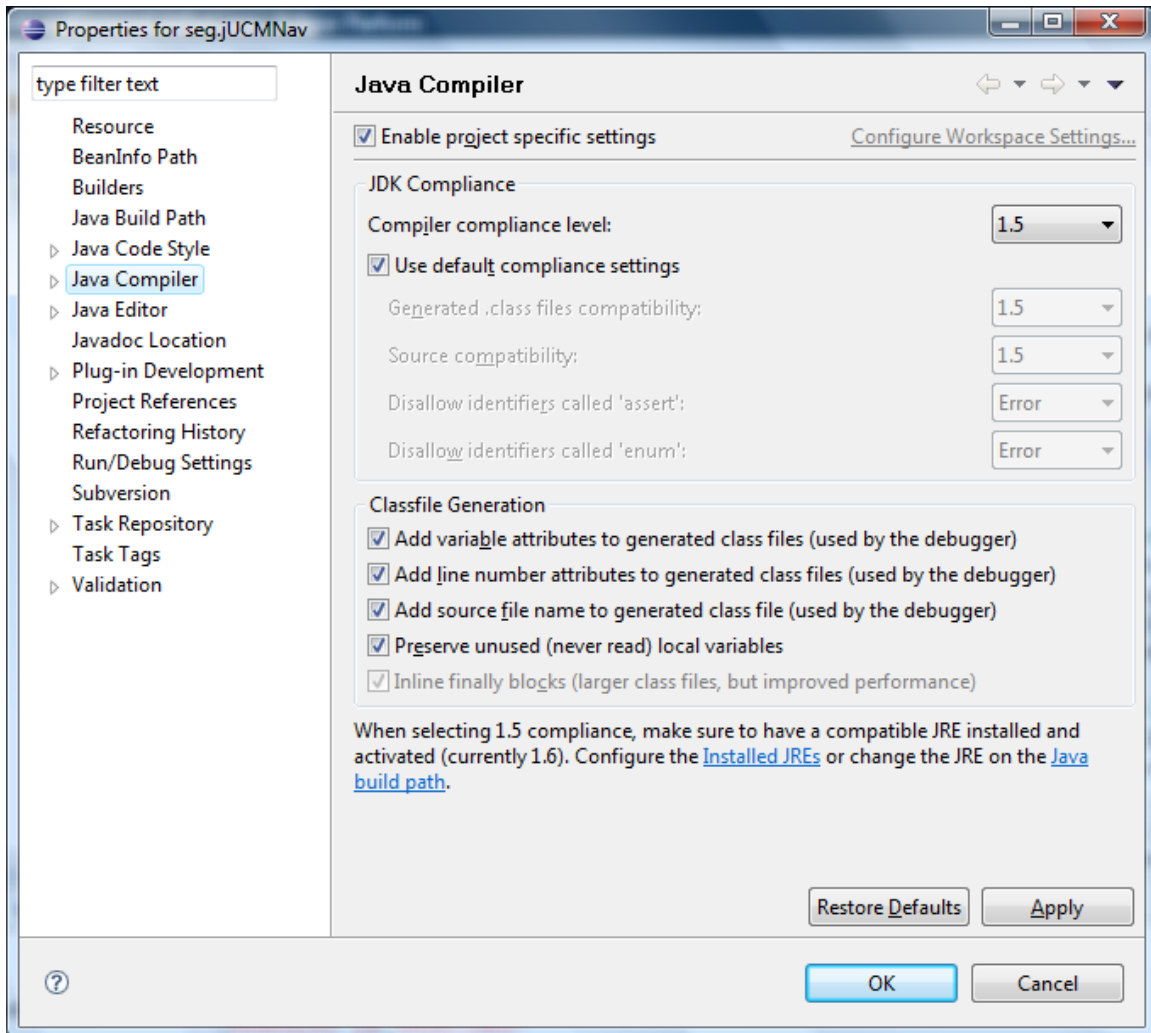 Properties for seg.jUCMNav
type filter text
Resource
BeanInfo Path
Builders
Java Build Path
Java Code Style
Java Compiler
Java Editor
Javadoc Location
Plug-in Development
Project References
Refactoring History
Run/Debug Settings
Subversion
Task Repository
Task Tags
Validation
Java Compiler
Enable project specific settings Configure Workspace Settings...
JDK Compliance
Compiler compliance level: 1.5
Use default compliance settings
Generated .class files compatibility: 1.5
Source compatibility: 1.5
Disallow identifiers called 'assert': Error
Disallow identifiers called 'enum': Error
Classfile Generation
Add variable attributes to generated class files (used by the debugger)
Add line number attributes to generated class files (used by the debugger)
Add source file name to generated class file (used by the debugger)
Preserve unused (never read) local variables
Inline finally blocks (larger class files, but improved performance)
When selecting 1.5 compliance, make sure to have a compatible JRE installed and
activated (currently 1.6). Configure the Installed JREs or change the JRE on the Java
build path.
Restore Defaults Apply
? OK Cancel